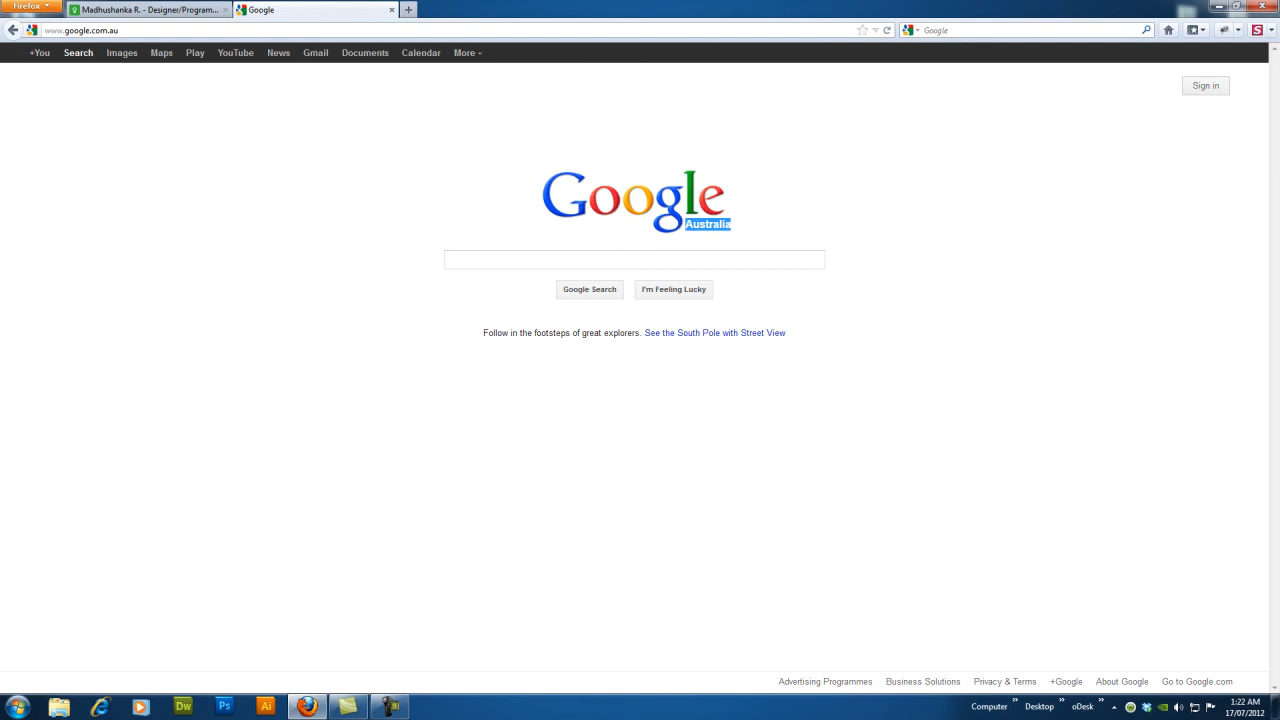 Firefox
Madhushanka R. - Designer/Program...
Google
www.google.com.au
Google
+You Search Images Maps Play YouTube News Gmail Documents Calendar More
Sign in
Google
Australia
Google Search I'm Feeling Lucky
Follow in the footsteps of great explorers. See the South Pole with Street View
Advertising Programmes Business Solutions Privacy & Terms +Google About Google Go to Google.com
Dw Ps Ai Computer » Desktop » oDesk » 1:22 AM
17/07/2012